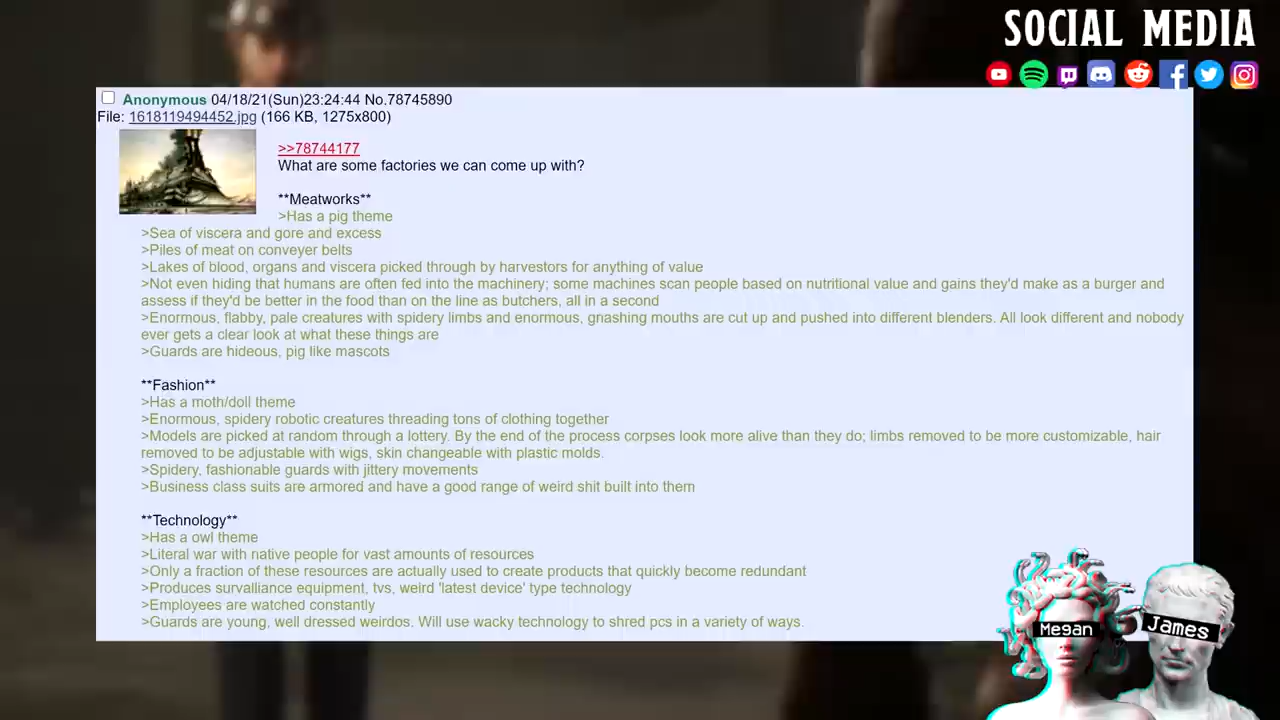 SOCIAL MEDIA
Anonymous 04/18/21(Sun)23:24:44 No.78745890
File: 1618119494452.jpg (166 KB, 1275x800)
>>78744177
What are some factories we can come up with?
**Meatworks**
>Has a pig theme
>Sea of viscera and gore and excess
>Piles of meat on conveyer belts
>Lakes of blood, organs and viscera picked through by harvestors for anything of value
>Not even hiding that humans are often fed into the machinery; some machines scan people based on nutritional value and gains they'd make as a burger and
assess if they'd be better in the food than on the line as butchers, all in a second
>Enormous, flabby, pale creatures with spidery limbs and enormous, gnashing mouths are cut up and pushed into different blenders. All look different and nobody
ever gets a clear look at what these things are
>Guards are hideous, pig like mascots
**Fashion**
>Has a moth/doll theme
>Enormous, spidery robotic creatures threading tons of clothing together
>Models are picked at random through a lottery. By the end of the process corpses look more alive than they do; limbs removed to be more customizable, hair
removed to be adjustable with wigs, skin changeable with plastic molds.
>Spidery, fashionable guards with jittery movements
>Business class suits are armored and have a good range of weird shit built into them
**Technology**
>Has a owl theme
>Literal war with native people for vast amounts of resources
>Only a fraction of these resources are actually used to create products that quickly become redundant
>Produces survalliance equipment, tvs, weird 'latest device' type technology
>Employees are watched constantly
>Guards are young, well dressed weirdos. Will use wacky technology to shred pcs in a variety of ways.
Megan
James